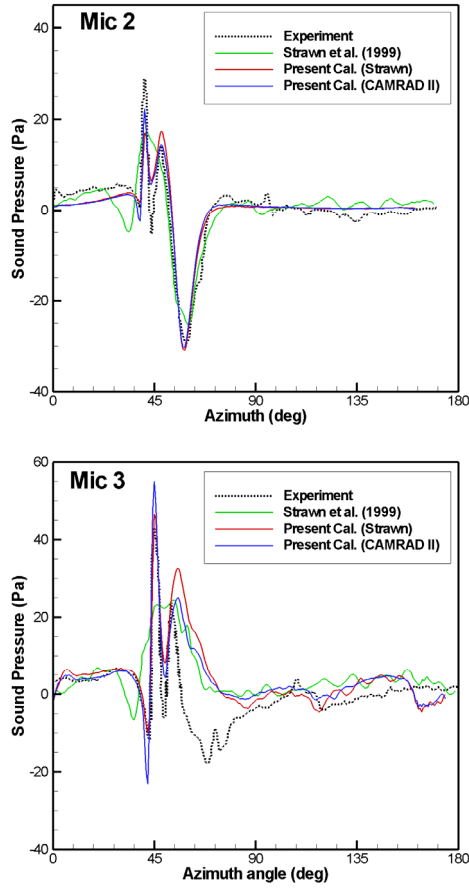 Mic 2
Experiment
Strawn et al. (1999)
Present Cal. (Strawn)
Present Cal. (CAMRAD II)
Sound Pressure (Pa)
40
20
0
-20
-40
0 45 90 135 180
Azimuth (deg)
Mic 3
Experiment
Strawn et al. (1999)
Present Cal. (Strawn)
Present Cal. (CAMRAD II)
Sound Pressure (Pa)
60
40
20
0
-20
-40
0 45 90 135 180
Azimuth angle (deg)